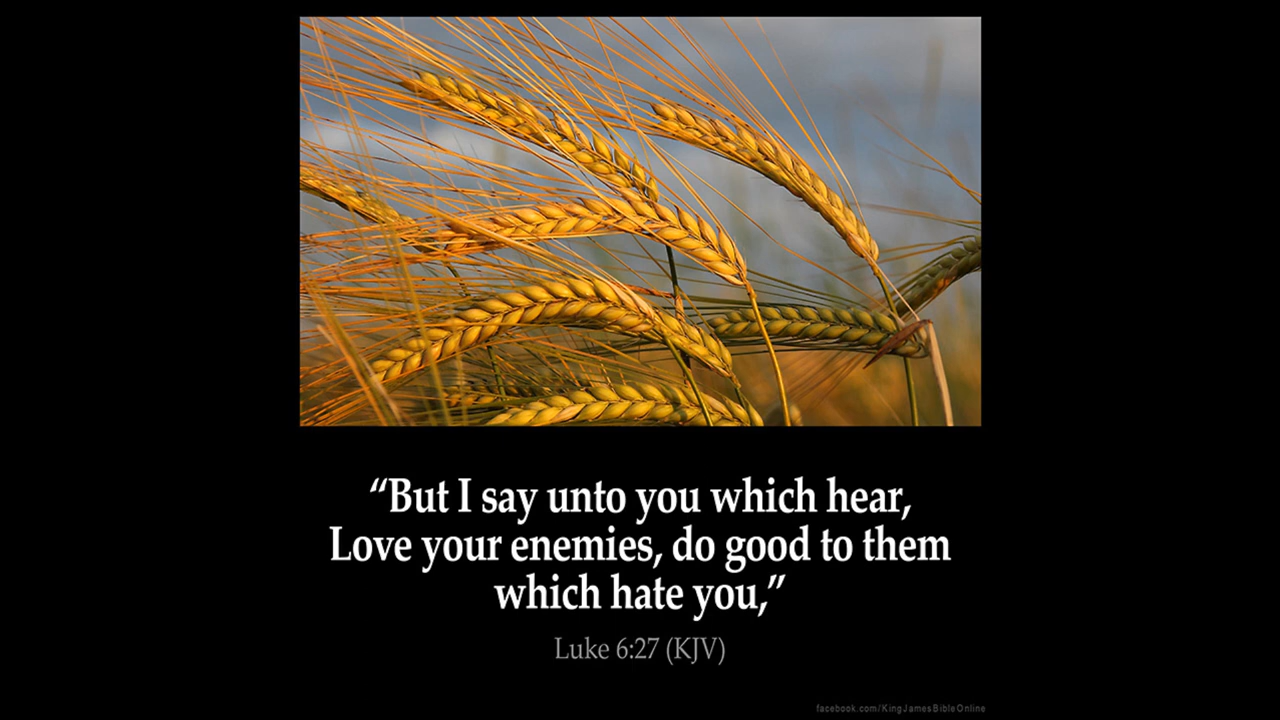 “But I say unto you which hear,
Love your enemies, do good to them
which hate you,”
Luke 6:27 (KJV)
facebook.com/KingJamesBibleOnline